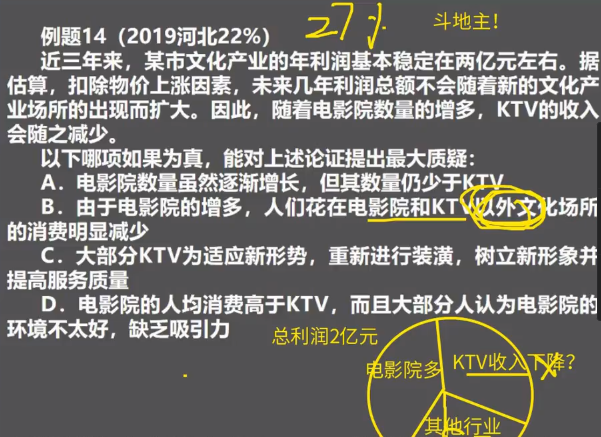 27%
斗地主！
例题14（2019河北22%）
近三年来，某市文化产业的年利润基本稳定在两亿元左右。据
估算，扣除物价上涨因素，未来几年利润总额不会随着新的文化产
业场所的出现而扩大。因此，随着电影院数量的增多，KTV的收入
会随之减少。
以下哪项如果为真，能对上述论证提出最大质疑：
A．电影院数量虽然逐渐增长，但其数量仍少于KTV
B．由于电影院的增多，人们花在电影院和KTV以外文化场所
的消费明显减少
C．大部分KTV为适应新形势，重新进行装潢，树立新形象并
提高服务质量
D．电影院的人均消费高于KTV，而且大部分人认为电影院的
环境不太好，缺乏吸引力
总利润2亿元
电影院多
KTV收入下降？
其他行业